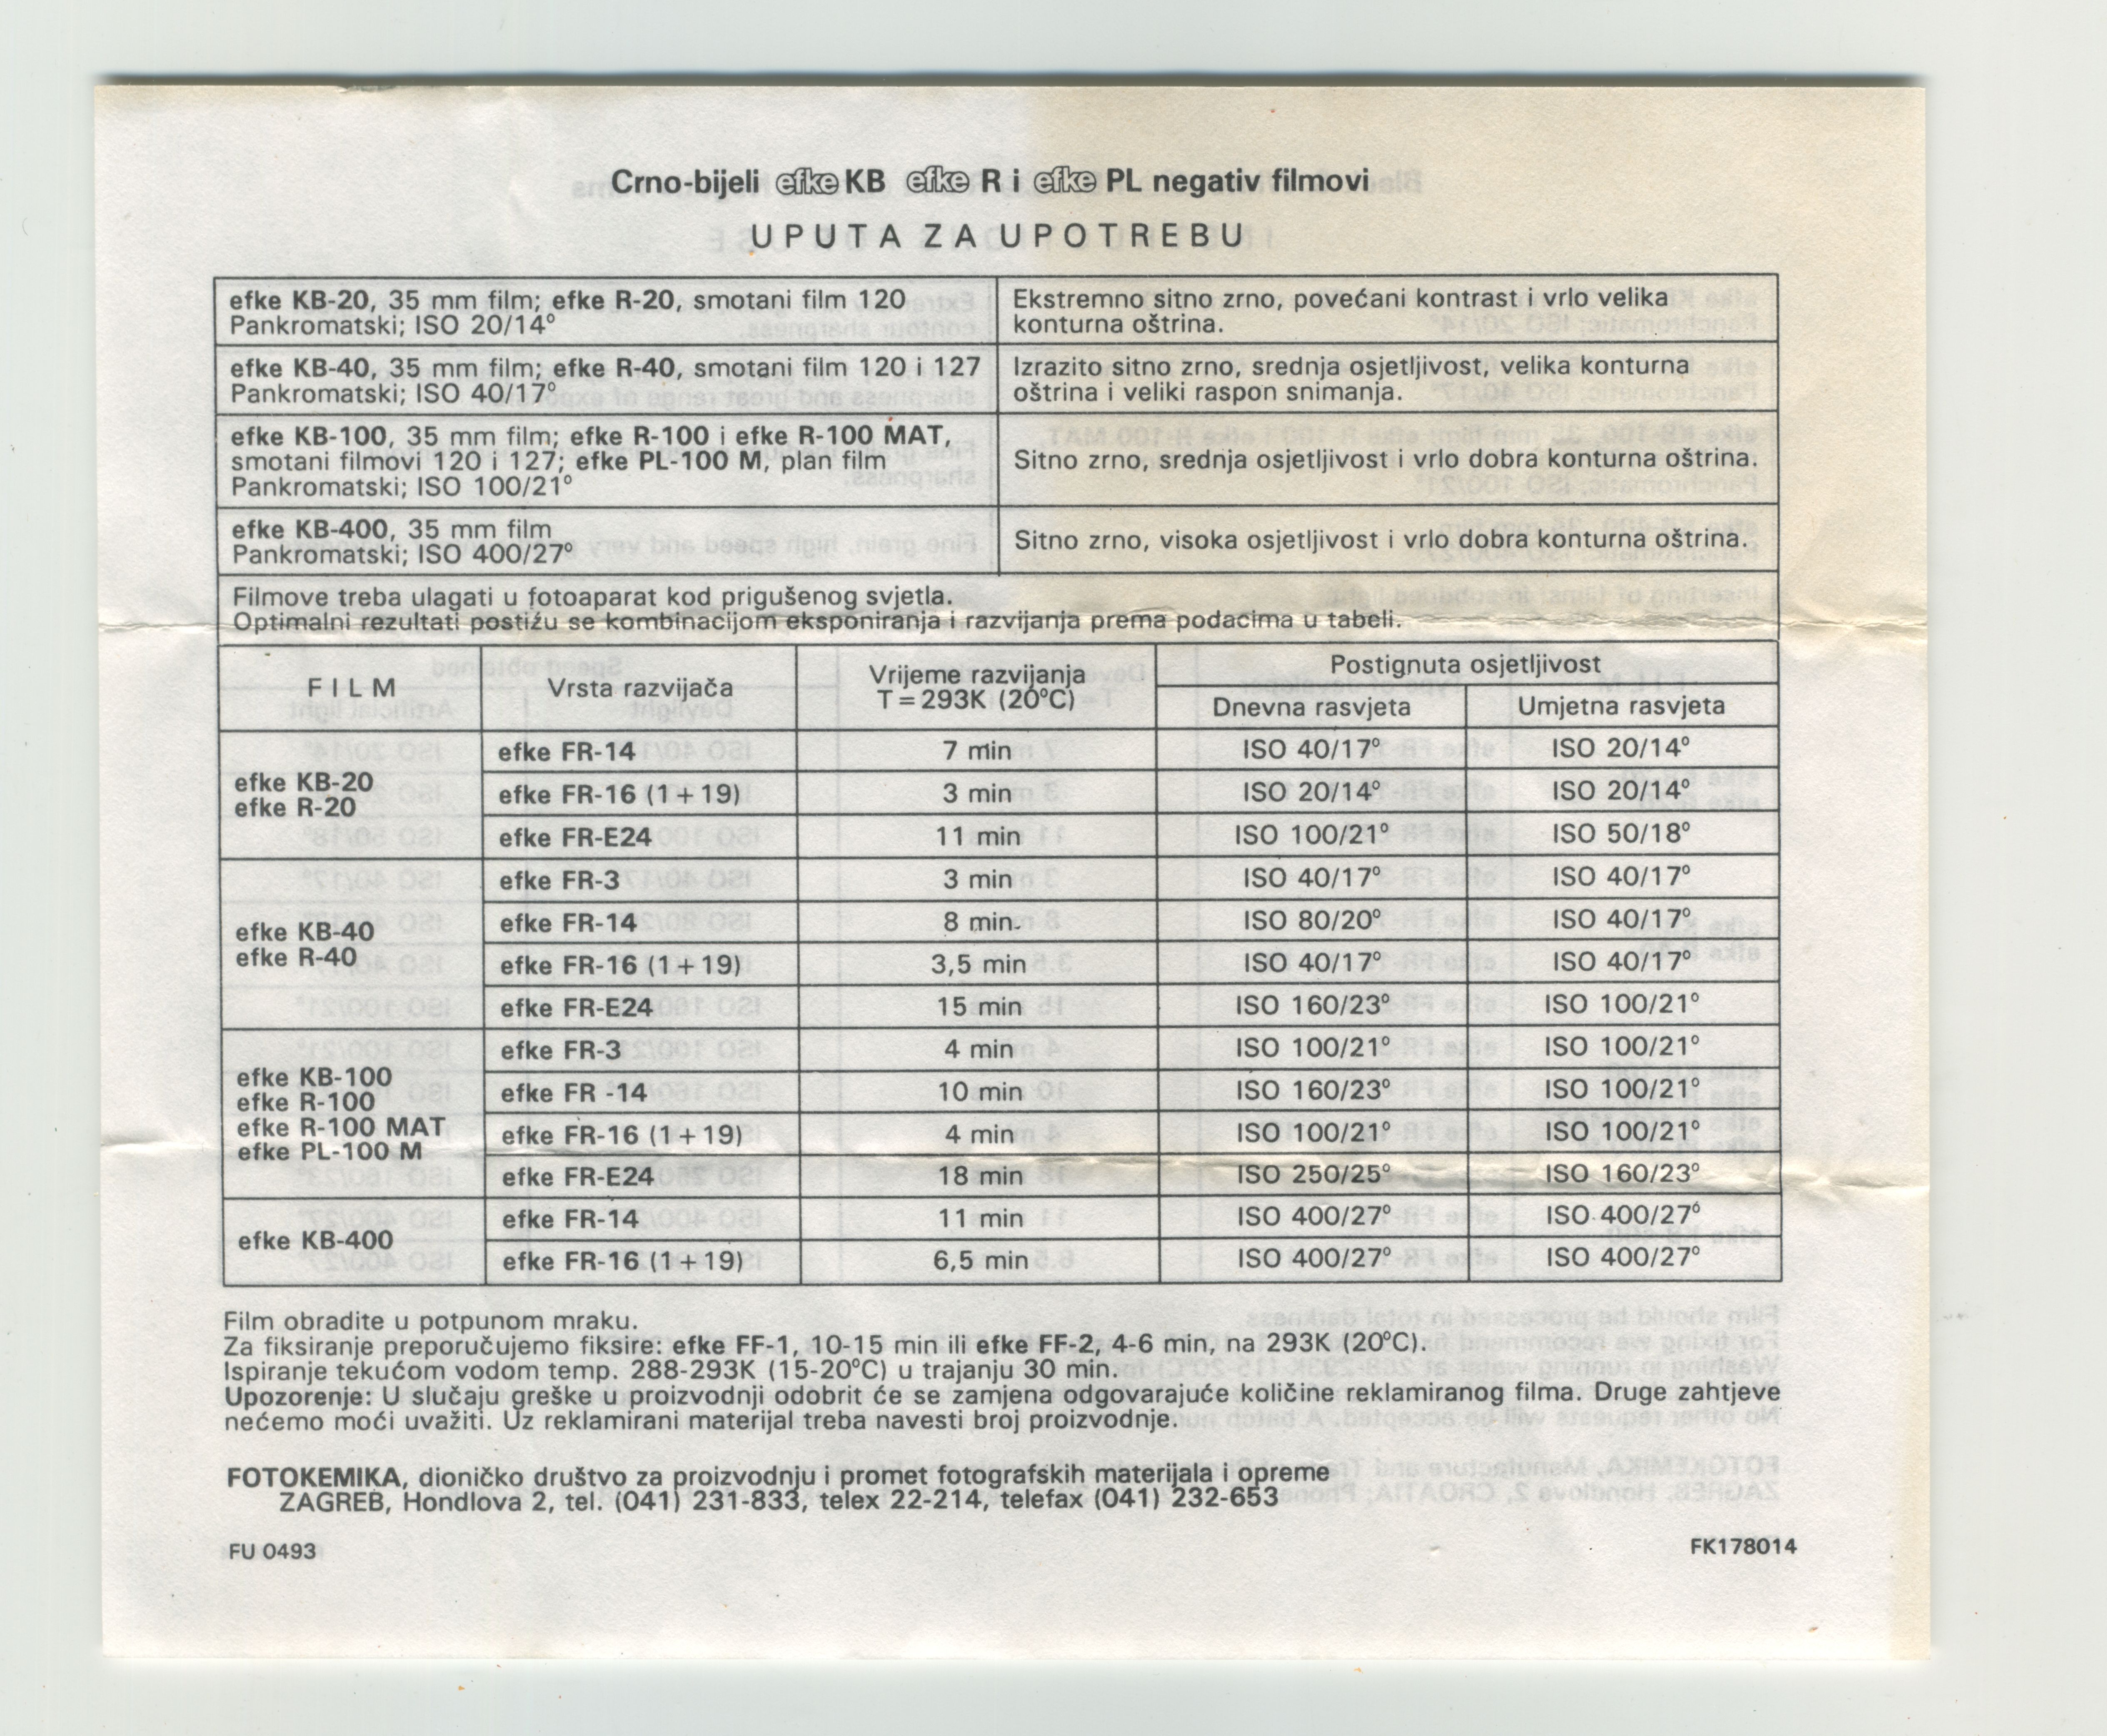 Crno-bijeli efke KB efke R i efke PL negativ filmovi
UPUTA ZA UPOTREBU
efke KB-20, 35 mm film; efke R-20, smotani film 120
Pankromatski; ISO 20/14°
Ekstremno sitno zrno, povećani kontrast i vrlo velika
konturna oštrina.
efke KB-40, 35 mm film; efke R-40, smotani film 120 i 127
Pankromatski; ISO 40/17°
Izrazito sitno zrno, srednja osjetljivost, velika konturna
oštrina i veliki raspon snimanja.
efke KB-100, 35 mm film; efke R-100 i efke R-100 MAT,
smotani filmovi 120 i 127; efke PL-100 M, plan film
Pankromatski; ISO 100/21°
Sitno zrno, srednja osjetljivost i vrlo dobra konturna oštrina.
efke KB-400, 35 mm film
Pankromatski; ISO 400/27°
Sitno zrno, visoka osjetljivost i vrlo dobra konturna oštrina.
Filmove treba ulagati u fotoaparat kod prigušenog svjetla.
Optimalni rezultati postižu se kombinacijom eksponiranja i razvijanja prema podacima u tabeli.
FILM
Vrsta razvijača
Vrijeme razvijanja
T = 293K (20°C)
Postignuta osjetljivost
Dnevna rasvjeta
Umjetna rasvjeta
efke KB-20
efke R-20
efke FR-14 7 min ISO 40/17° ISO 20/14°
efke FR-16 (1 + 19) 3 min ISO 20/14° ISO 20/14°
efke FR-E24 11 min ISO 100/21° ISO 50/18°
efke KB-40
efke R-40
efke FR-3 3 min ISO 40/17° ISO 40/17°
efke FR-14 8 min. ISO 80/20° ISO 40/17°
efke FR-16 (1 + 19) 3,5 min ISO 40/17° ISO 40/17°
efke FR-E24 15 min ISO 160/23° ISO 100/21°
efke KB-100
efke R-100
efke R-100 MAT
efke PL-100 M
efke FR-3 4 min ISO 100/21° ISO 100/21°
efke FR -14 10 min ISO 160/23° ISO 100/21°
efke FR-16 (1 + 19) 4 min ISO 100/21° ISO 100/21°
efke FR-E24 18 min ISO 250/25° ISO 160/23°
efke KB-400
efke FR-14 11 min ISO 400/27° ISO 400/27°
efke FR-16 (1 + 19) 6,5 min ISO 400/27° ISO 400/27°
Film obradite u potpunom mraku.
Za fiksiranje preporučujemo fiksire: efke FF-1, 10-15 min ili efke FF-2, 4-6 min, na 293K (20°C).
Ispiranje tekućom vodom temp. 288-293K (15-20°C) u trajanju 30 min.
Upozorenje: U slučaju greške u proizvodnji odobrit će se zamjena odgovarajuće količine reklamiranog filma. Druge zahtjeve
nećemo moći uvažiti. Uz reklamirani materijal treba navesti broj proizvodnje.
FOTOKEMIKA, dioničko društvo za proizvodnju i promet fotografskih materijala i opreme
ZAGREB, Hondlova 2, tel. (041) 231-833, telex 22-214, telefax (041) 232-653
FU 0493
FK178014